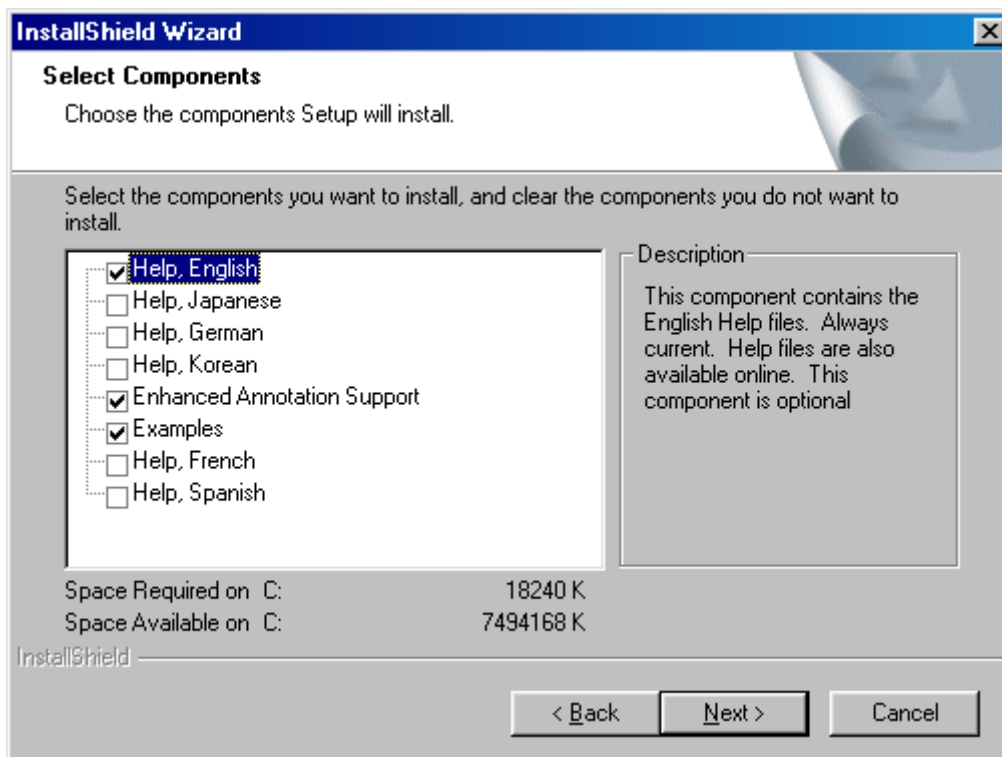 InstallShield Wizard
Select Components
Choose the components Setup will install.
Select the components you want to install, and clear the components you do not want to
install.
Help, English
Help, Japanese
Help, German
Help, Korean
Enhanced Annotation Support
Examples
Help, French
Help, Spanish
Description
This component contains the
English Help files.  Always
current.  Help files are also
available online.  This
component is optional
Space Required on  C: 18240 K
Space Available on  C: 7494168 K
InstallShield
< Back Next > Cancel